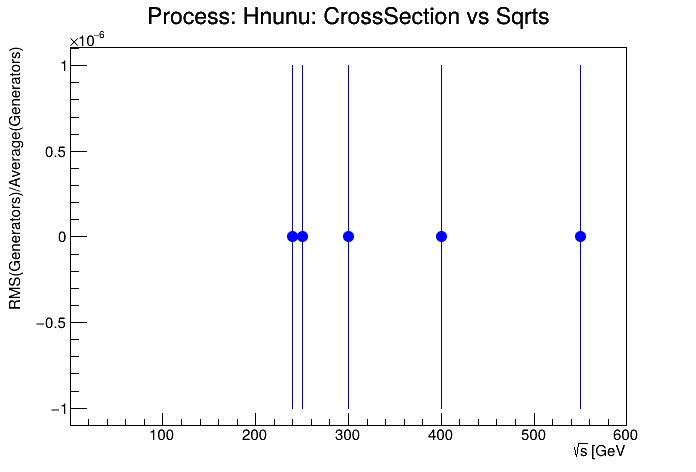 Process: Hnunu: CrossSection vs Sqrts
×10⁻⁶
RMS(Generators)/Average(Generators)
1
0.5
0
−0.5
−1
100 200 300 400 500 600
√s [GeV